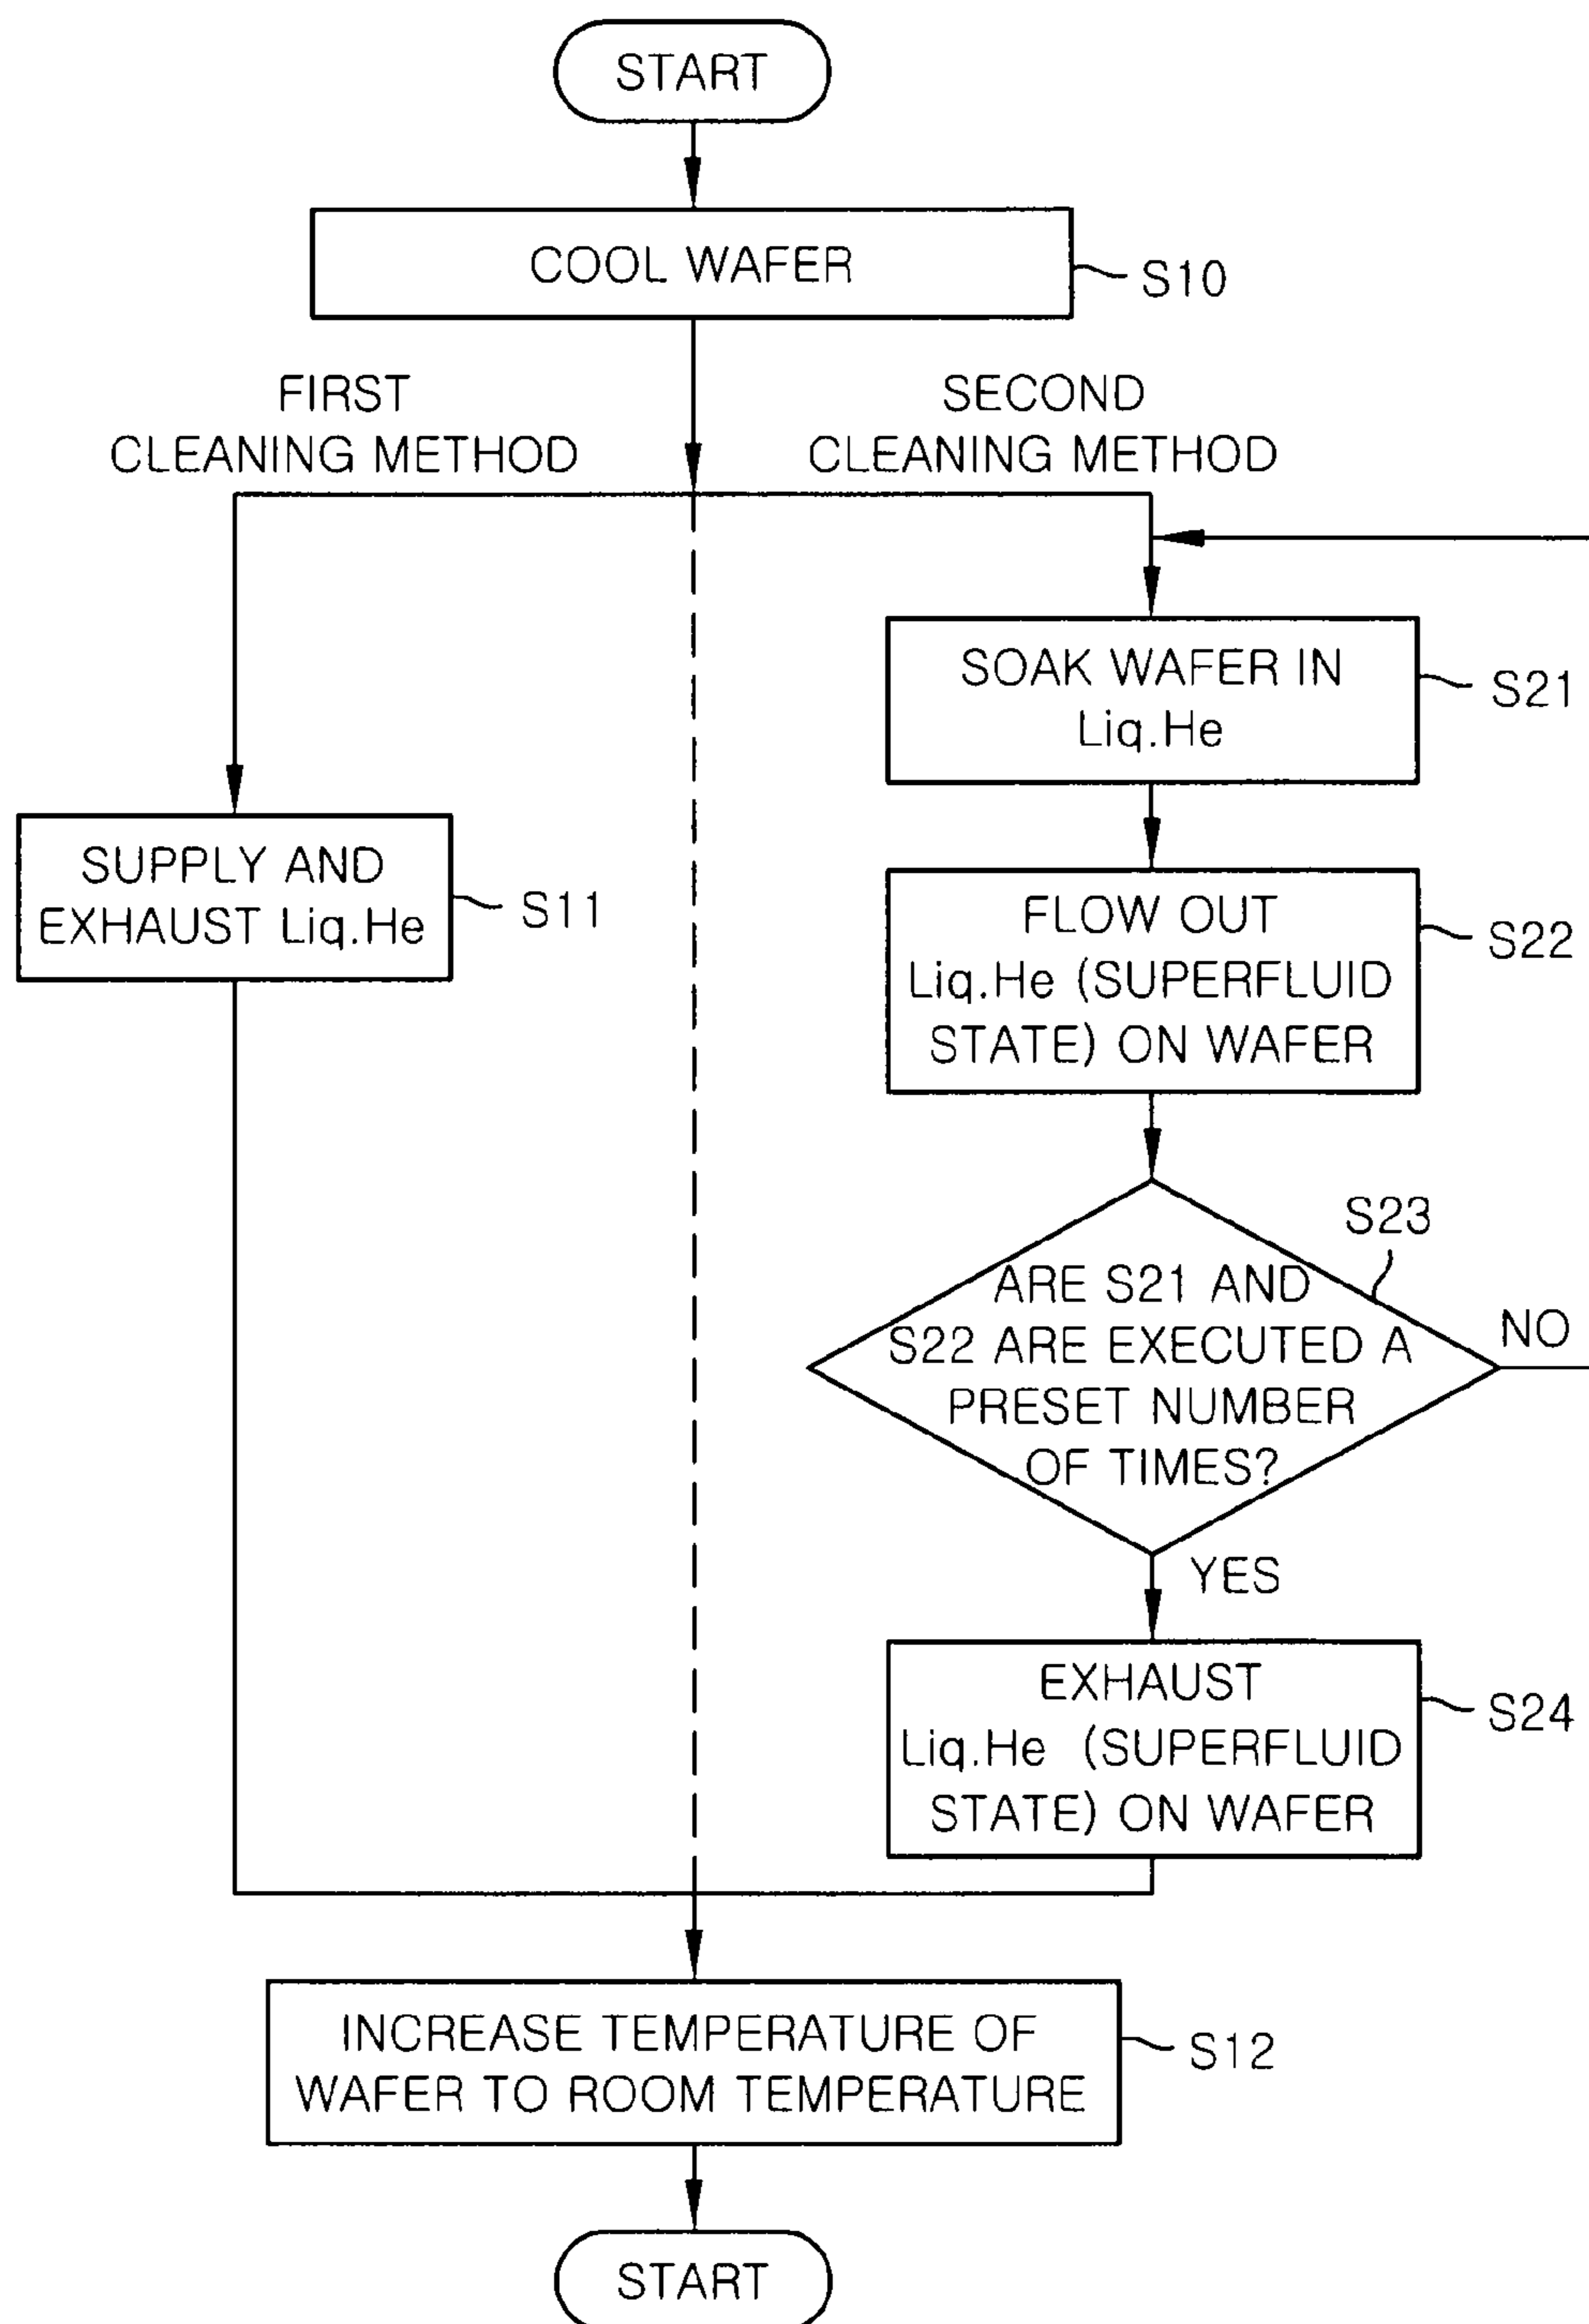 START
COOL WAFER
S10
FIRST
CLEANING METHOD
SECOND
CLEANING METHOD
SUPPLY AND
EXHAUST Liq.He
S11
SOAK WAFER IN
Liq.He
S21
FLOW OUT
Liq.He (SUPERFLUID
STATE) ON WAFER
S22
S23
ARE S21 AND
S22 ARE EXECUTED A
PRESET NUMBER
OF TIMES?
NO
YES
EXHAUST
Liq.He (SUPERFLUID
STATE) ON WAFER
S24
INCREASE TEMPERATURE OF
WAFER TO ROOM TEMPERATURE
S12
START